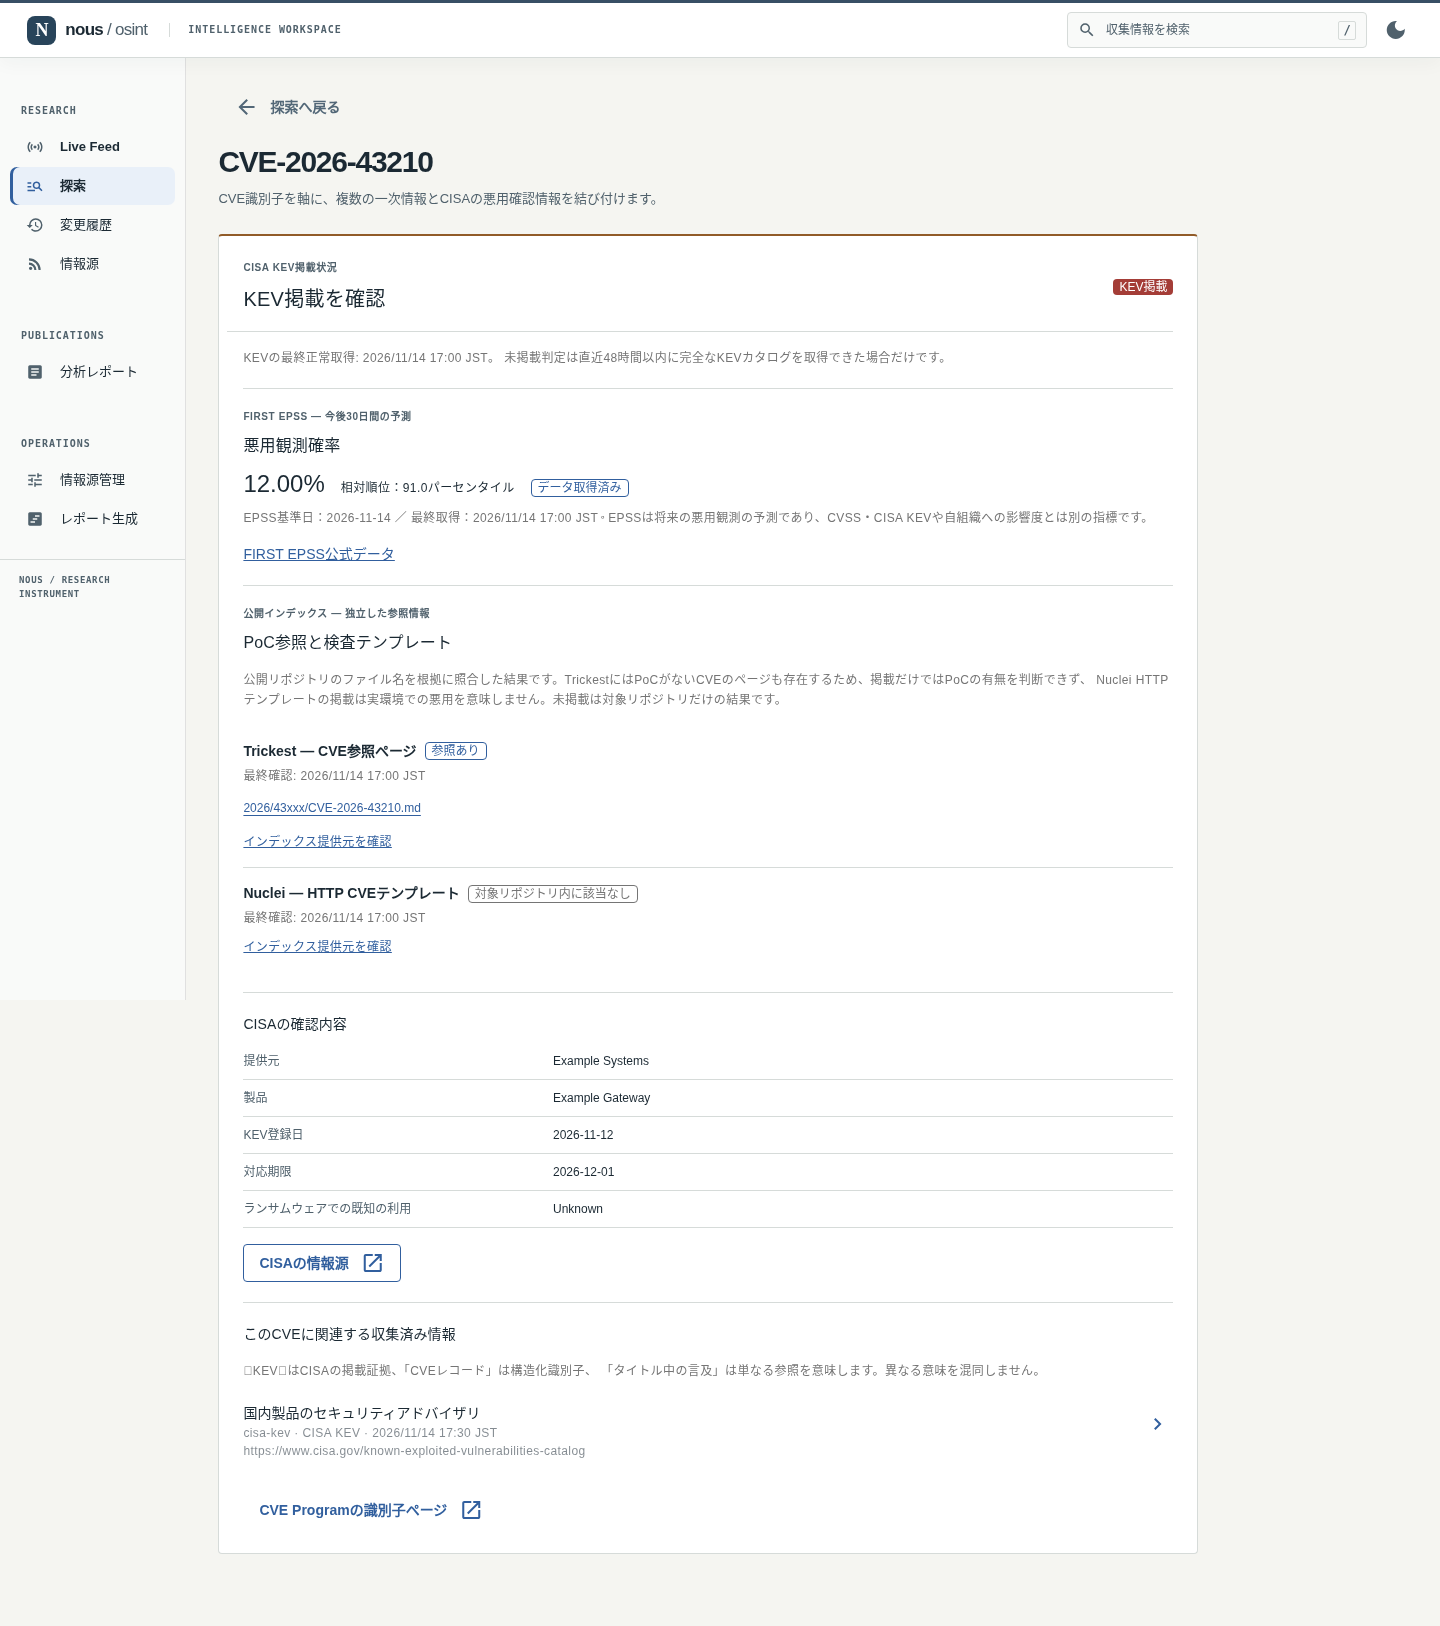 N nous / osint
INTELLIGENCE WORKSPACE
収集情報を検索
/
RESEARCH
Live Feed
探索
変更履歴
情報源
PUBLICATIONS
分析レポート
OPERATIONS
情報源管理
レポート生成
NOUS / RESEARCH
INSTRUMENT
探索へ戻る
CVE-2026-43210
CVE識別子を軸に、複数の一次情報とCISAの悪用確認情報を結び付けます。
CISA KEV掲載状況
KEV掲載を確認
KEV掲載
KEVの最終正常取得: 2026/11/14 17:00 JST。 未掲載判定は直近48時間以内に完全なKEVカタログを取得できた場合だけです。
FIRST EPSS — 今後30日間の予測
悪用観測確率
12.00% 相対順位：91.0パーセンタイル データ取得済み
EPSS基準日：2026-11-14 ／ 最終取得：2026/11/14 17:00 JST。EPSSは将来の悪用観測の予測であり、CVSS・CISA KEVや自組織への影響度とは別の指標です。
FIRST EPSS公式データ
公開インデックス — 独立した参照情報
PoC参照と検査テンプレート
公開リポジトリのファイル名を根拠に照合した結果です。TrickestにはPoCがないCVEのページも存在するため、掲載だけではPoCの有無を判断できず、 Nuclei HTTP
テンプレートの掲載は実環境での悪用を意味しません。未掲載は対象リポジトリだけの結果です。
Trickest — CVE参照ページ 参照あり
最終確認: 2026/11/14 17:00 JST
2026/43xxx/CVE-2026-43210.md
インデックス提供元を確認
Nuclei — HTTP CVEテンプレート 対象リポジトリ内に該当なし
最終確認: 2026/11/14 17:00 JST
インデックス提供元を確認
CISAの確認内容
提供元 Example Systems
製品 Example Gateway
KEV登録日 2026-11-12
対応期限 2026-12-01
ランサムウェアでの既知の利用 Unknown
CISAの情報源
このCVEに関連する収集済み情報
KEVはCISAの掲載証拠、「CVEレコード」は構造化識別子、 「タイトル中の言及」は単なる参照を意味します。異なる意味を混同しません。
国内製品のセキュリティアドバイザリ
cisa-kev · CISA KEV · 2026/11/14 17:30 JST
https://www.cisa.gov/known-exploited-vulnerabilities-catalog
CVE Programの識別子ページ